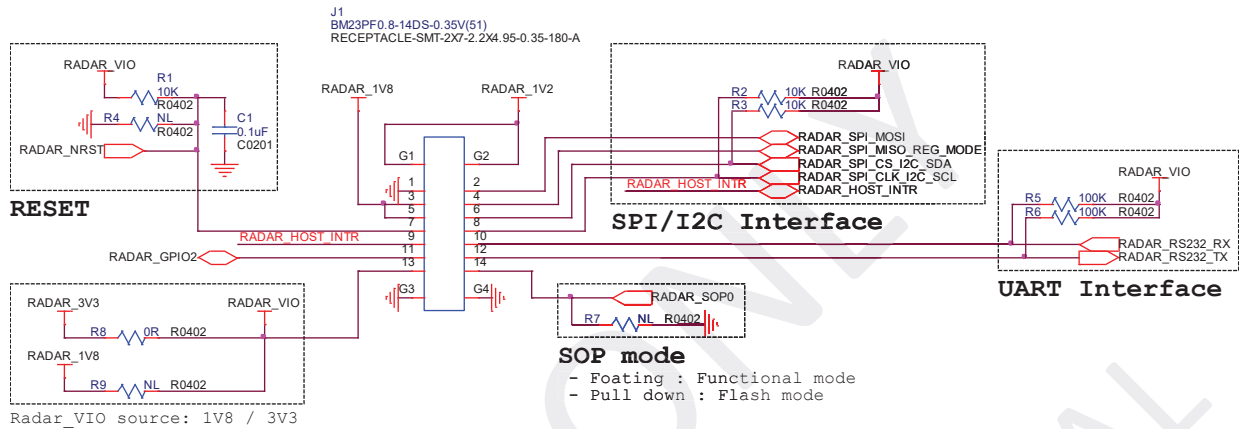 J1
BM23PF0.8-14DS-0.35V(51)
RECEPTACLE-SMT-2X7-2.2X4.95-0.35-180-A
RADAR_VIO
R1
10K
R0402
R4
NL
R0402
C1
0.1uF
C0201
RADAR_NRST
RESET
RADAR_1V8
RADAR_1V2
G1
G2
1
2
3
4
5
6
7
8
9
10
11
12
13
14
G3
G4
RADAR_HOST_INTR
RADAR_GPIO2
RADAR_VIO
R2
10K R0402
R3
10K R0402
RADAR_SPI_MOSI
RADAR_SPI_MISO_REG_MODE
RADAR_SPI_CS_I2C_SDA
RADAR_SPI_CLK_I2C_SCL
RADAR_HOST_INTR
RADAR_HOST_INTR
SPI/I2C Interface
RADAR_VIO
R5
100K R0402
R6
100K R0402
RADAR_RS232_RX
RADAR_RS232_TX
UART Interface
RADAR_3V3
RADAR_VIO
R8
0R R0402
RADAR_1V8
R9
NL R0402
Radar_VIO source: 1V8 / 3V3
RADAR_SOP0
R7
NL R0402
SOP mode
- Foating : Functional mode
- Pull down : Flash mode
ONLY